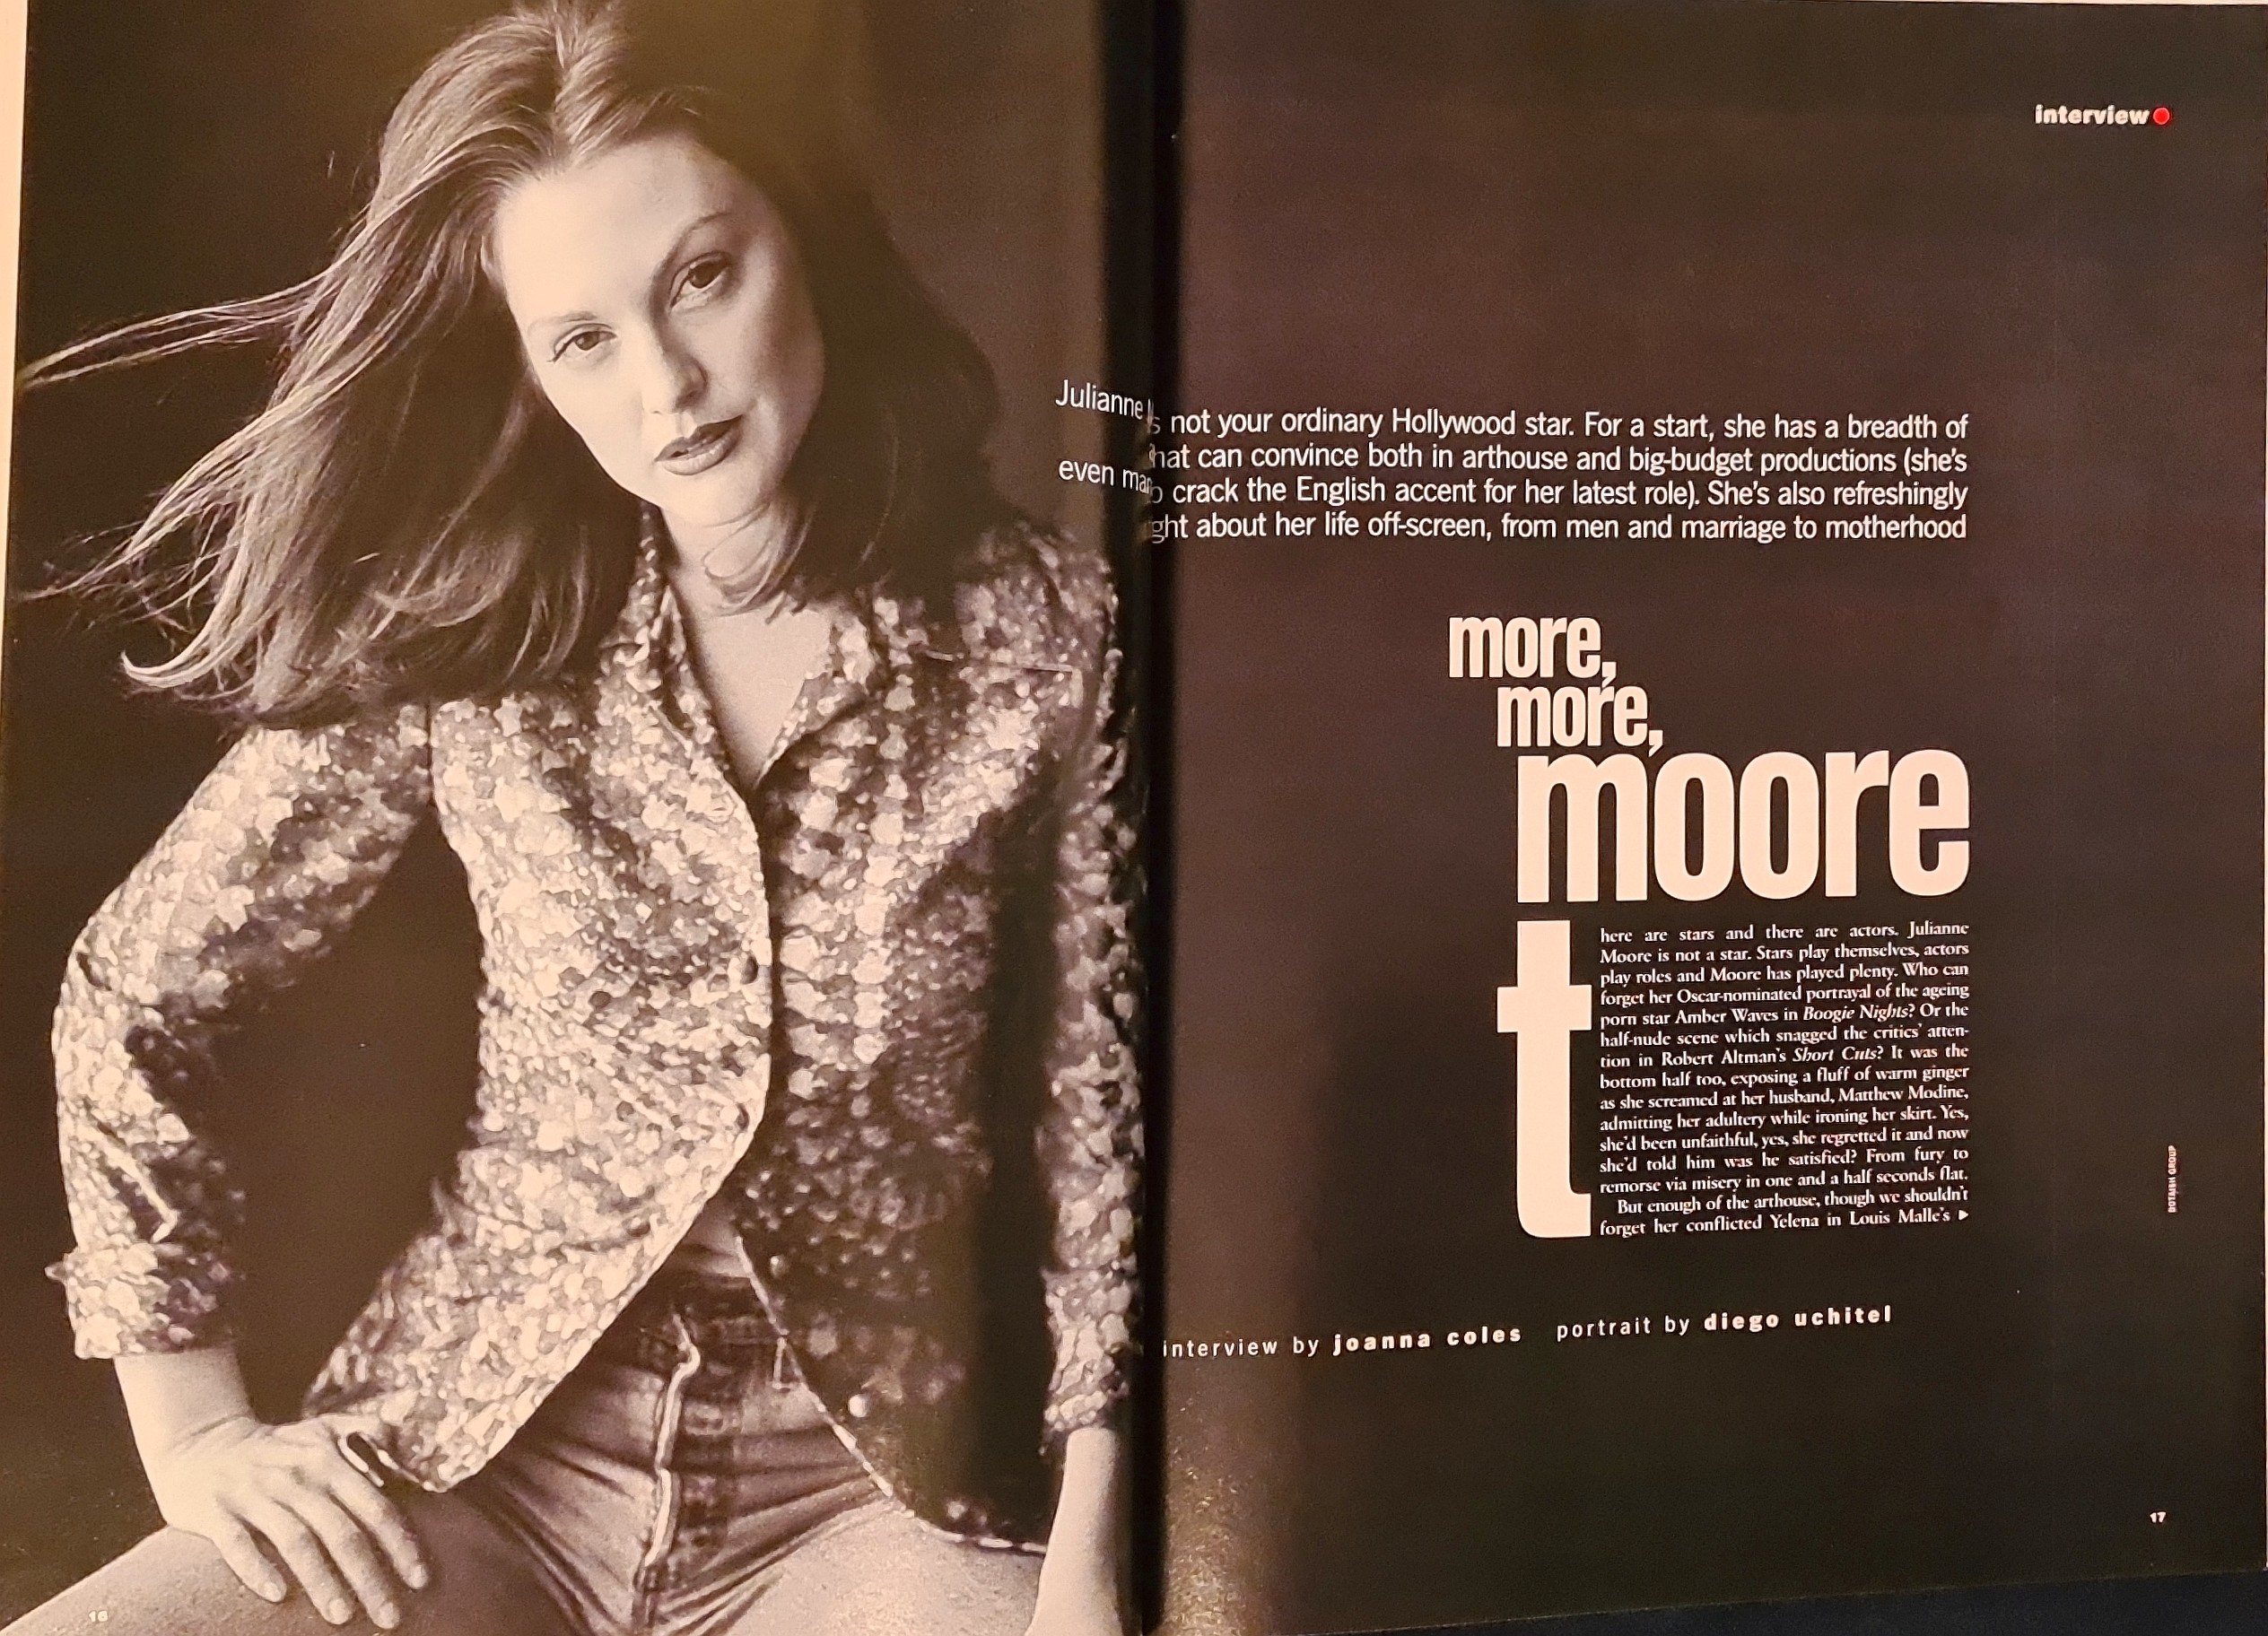 interview
Julianne not your ordinary Hollywood star. For a start, she has a breadth of
can convince both in arthouse and big-budget productions (she's
even crack the English accent for her latest role). She's also refreshingly
about her life off-screen, from men and marriage to motherhood
more,
more,
moore
there are stars and there are actors. Julianne
Moore is not a star. Stars play themselves, actors
play roles and Moore has played plenty. Who can
forget her Oscar-nominated portrayal of the ageing
porn star Amber Waves in Boogie Nights? Or the
half-nude scene which snagged the critics' atten-
tion in Robert Altman's Short Cuts? It was the
bottom half too, exposing a fluff of warm ginger
as she screamed at her husband, Matthew Modine,
admitting her adultery while ironing her skirt. Yes,
she'd been unfaithful, yes, she regretted it and now
she'd told him was he satisfied? From fury to
remorse via misery in one and a half seconds flat.
But enough of the arthouse, though we shouldn't
forget her conflicted Yelena in Louis Malle's ▶
interview by joanna coles portrait by diego uchitel
BOTAISH GROUP
16
17